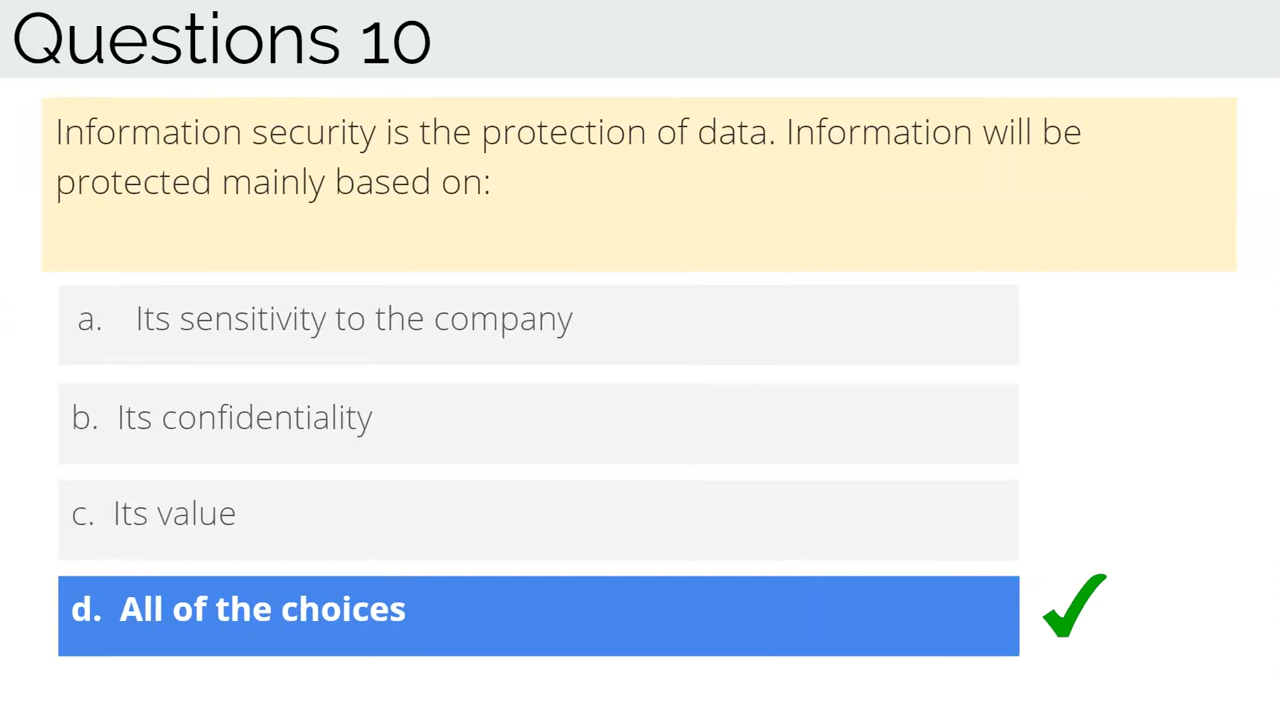 Questions 10
Information security is the protection of data. Information will be
protected mainly based on:
a. Its sensitivity to the company
b. Its confidentiality
c. Its value
d. All of the choices